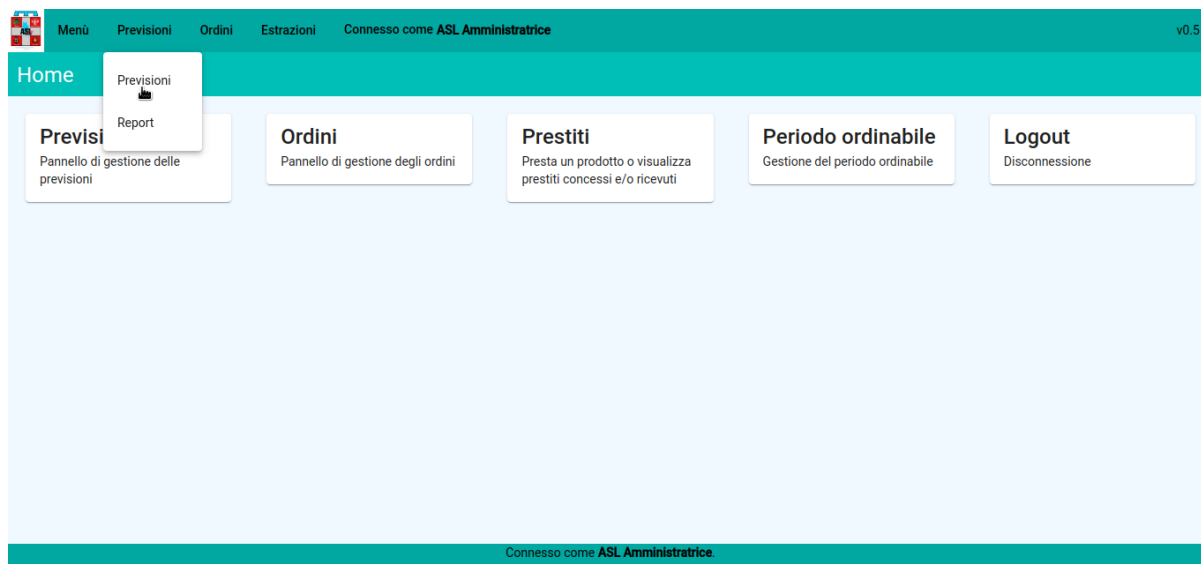 ASL
Menù Previsioni Ordini Estrazioni Connesso come ASL Amministratrice v0.5
Home
Previsioni
Report
Previsi
Pannello di gestione delle
previsioni
Ordini
Pannello di gestione degli ordini
Prestiti
Presta un prodotto o visualizza
prestiti concessi e/o ricevuti
Periodo ordinabile
Gestione del periodo ordinabile
Logout
Disconnessione
Connesso come ASL Amministratrice.